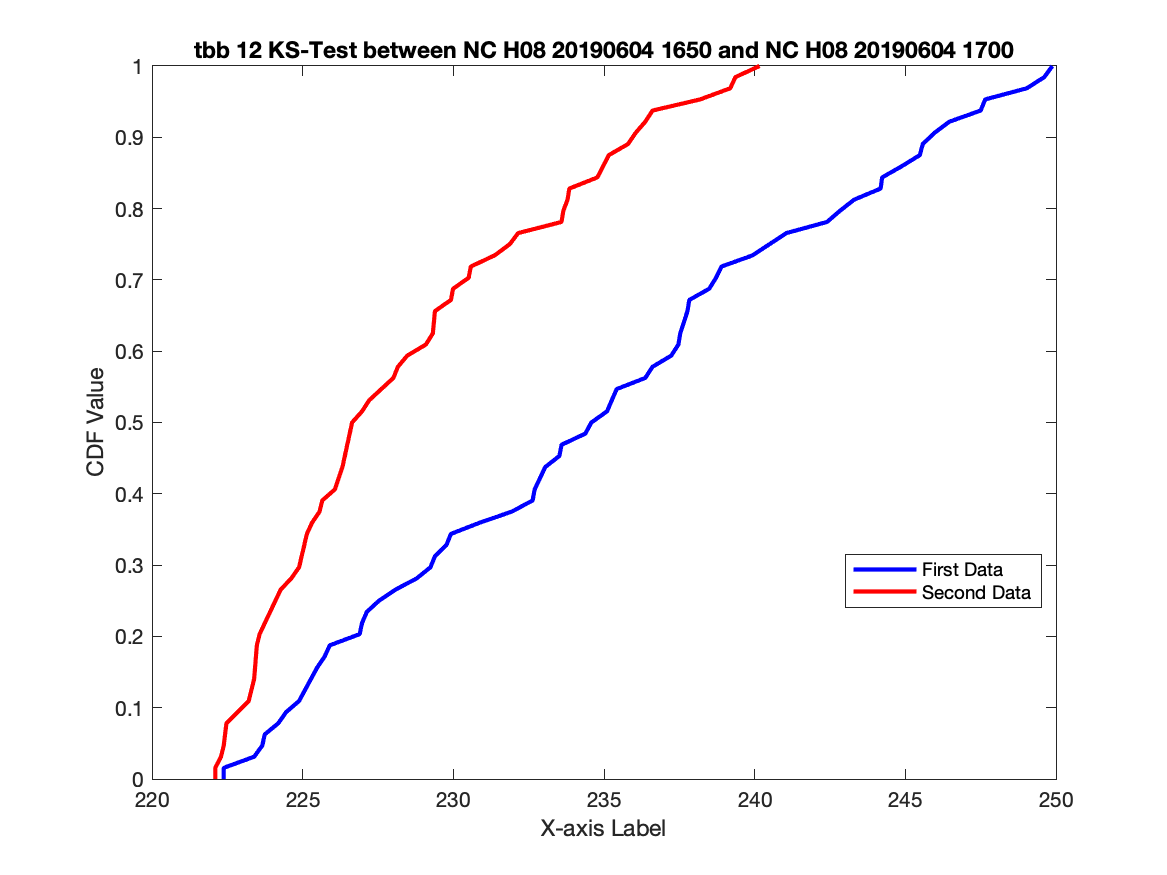 tbb 12 KS-Test between NC H08 20190604 1650 and NC H08 20190604 1700
1
0.9
0.8
0.7
0.6
0.5
0.4
0.3
0.2
0.1
0
CDF Value
First Data
Second Data
220 225 230 235 240 245 250
X-axis Label